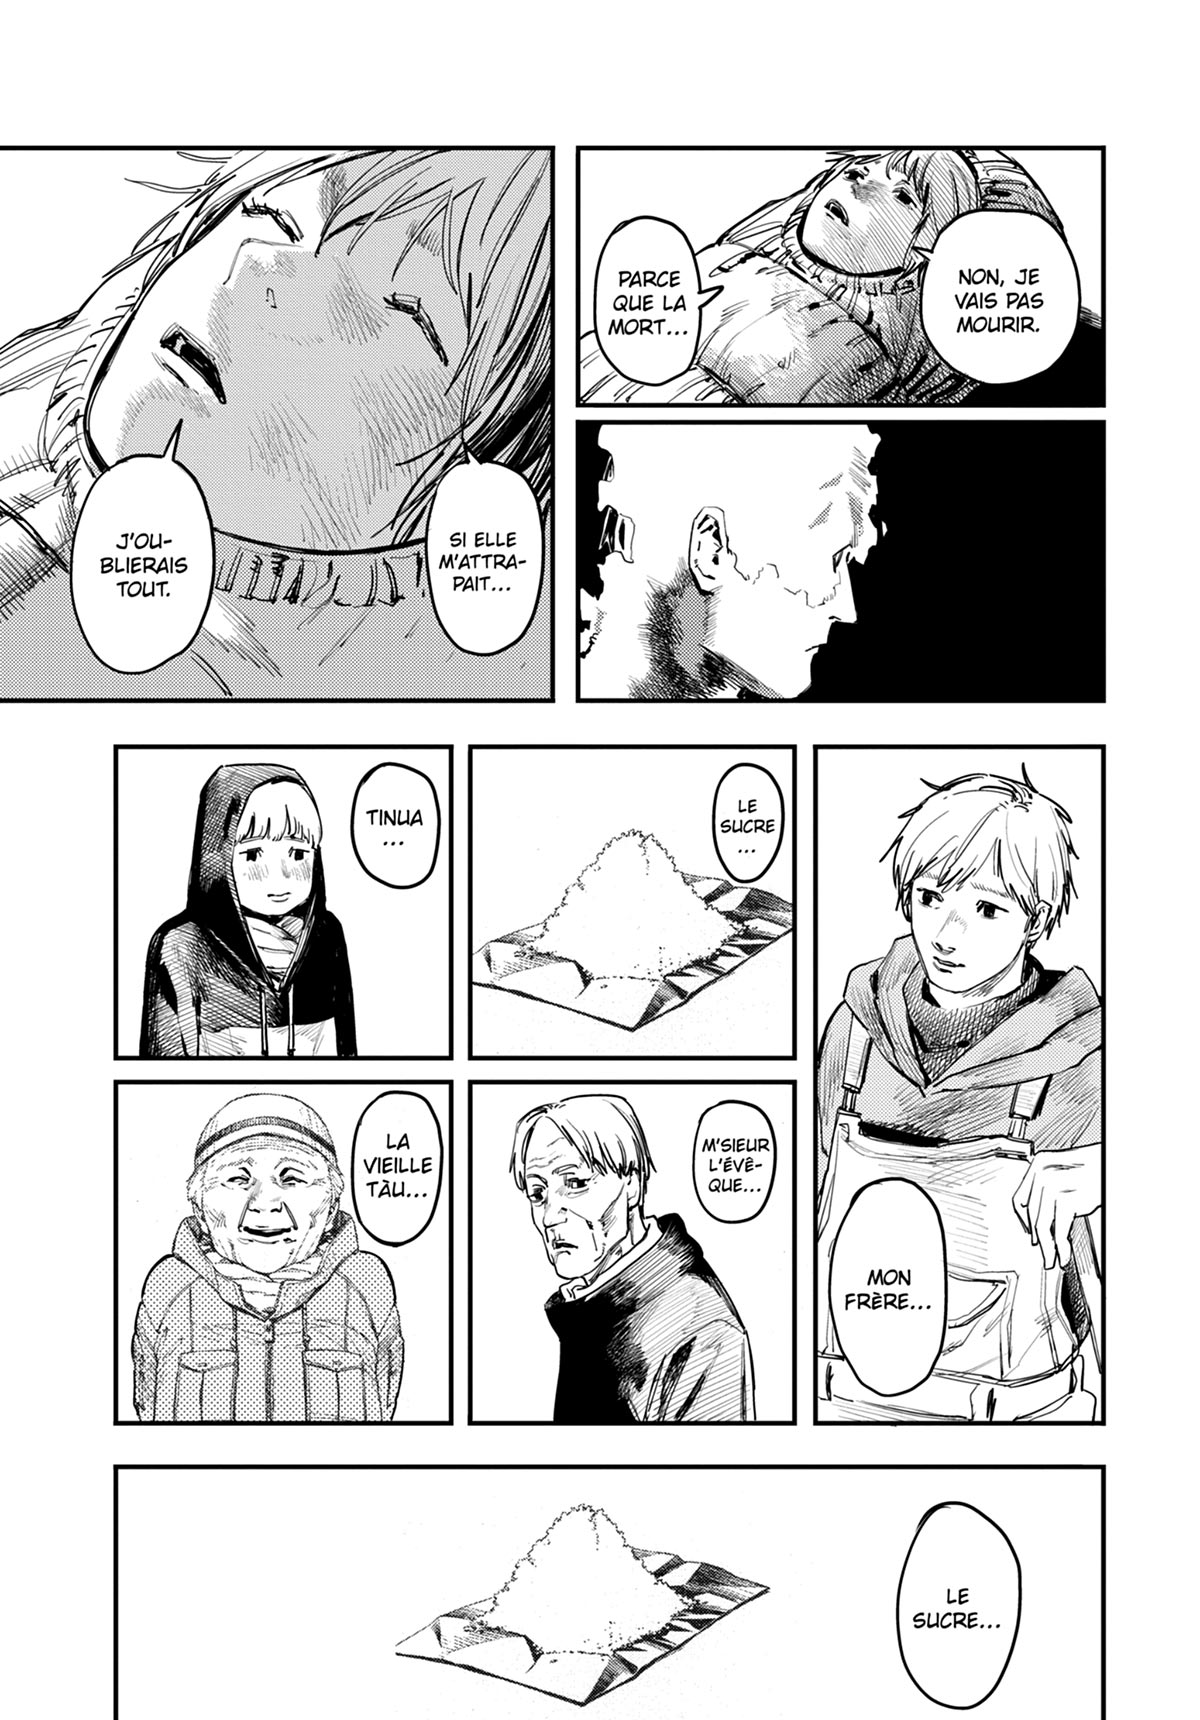 NON, JE
VAIS PAS
MOURIR.
PARCE
QUE LA
MORT...
SI ELLE
M'ATTRA-
PAIT...
J'OU-
BLIERAIS
TOUT.
MON
FRÈRE...
LE
SUCRE
...
TINUA
...
M'SIEUR
L'ÉVÊ-
QUE...
LA
VIEILLE
TÀU...
LE
SUCRE...